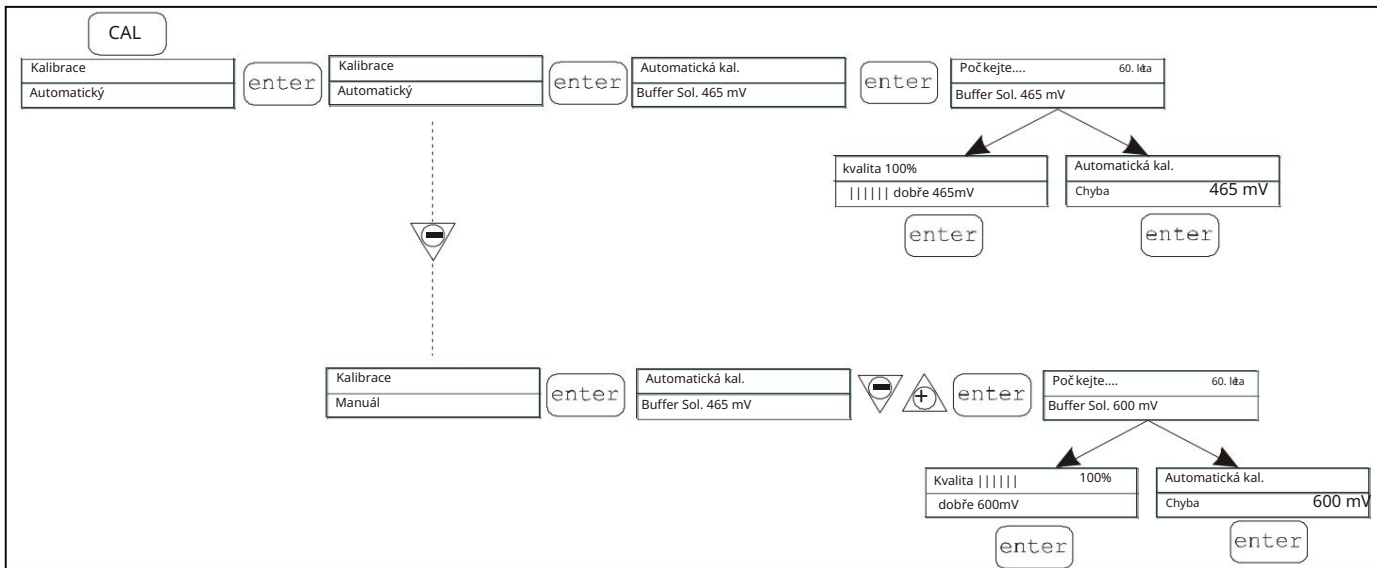 CAL
Kalibrace
Automatický
enter
Kalibrace
Automatický
enter
Automatická kal.
Buffer Sol. 465 mV
enter
Počkejte.... 60.
Buffer Sol. 465 mV
kvalita 100%
|||||| dobře 465mV
enter
Automatická kal.
Chyba 465 mV
enter
Kalibrace
Manuál
enter
Automatická kal.
Buffer Sol. 465 mV
enter
Počkejte.... 60.
Buffer Sol. 600 mV
Kvalita |||||| 100%
dobře 600mV
enter
Automatická kal.
Chyba 600 mV
enter